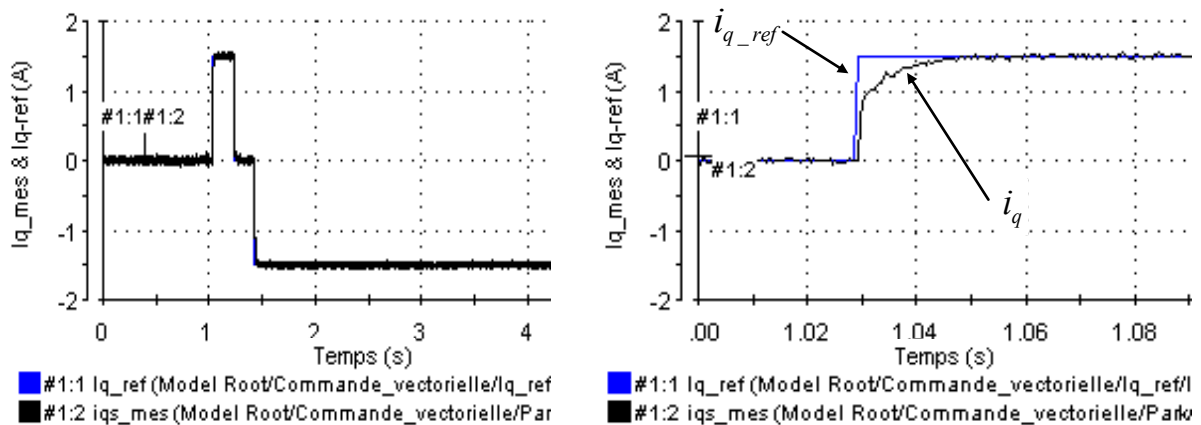 2
1
0
-1
-2
Iq_mes & Iq-ref (A)
#1:1#1:2
0 1 2 3 4
Temps (s)
#1:1 Iq_ref (Model Root/Commande_vectorielle/Iq_ref
#1:2 iqs_mes (Model Root/Commande_vectorielle/Par
2
1
0
-1
-2
Iq_mes & Iq-ref (A)
i_{q_ref}
#1:1
#1:2
i_q
.00 1.02 1.04 1.06 1.08
Temps (s)
#1:1 Iq_ref (Model Root/Commande_vectorielle/Iq_ref/I
#1:2 iqs_mes (Model Root/Commande_vectorielle/Park/